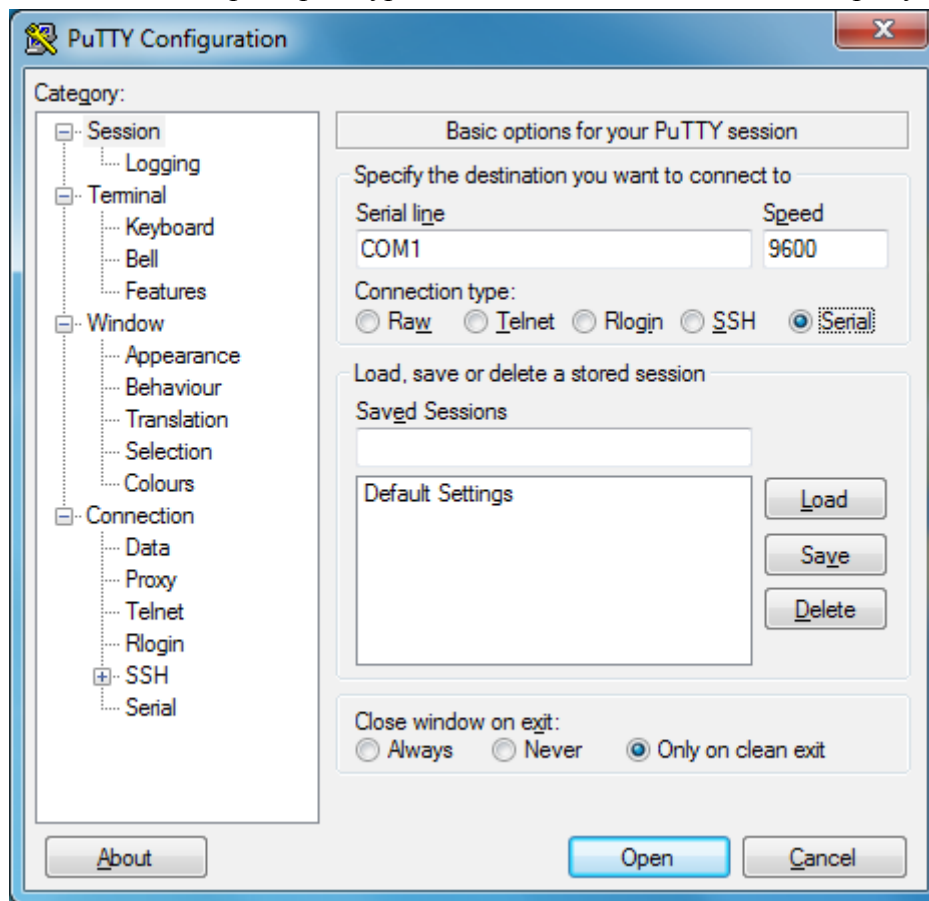 PuTTY Configuration
Category:
Session
Logging
Terminal
Keyboard
Bell
Features
Window
Appearance
Behaviour
Translation
Selection
Colours
Connection
Data
Proxy
Telnet
Rlogin
SSH
Serial
Basic options for your PuTTY session
Specify the destination you want to connect to
Serial line Speed
COM1 9600
Connection type:
Raw Telnet Rlogin SSH Serial
Load, save or delete a stored session
Saved Sessions
Default Settings
Load
Save
Delete
Close window on exit:
Always Never Only on clean exit
About Open Cancel